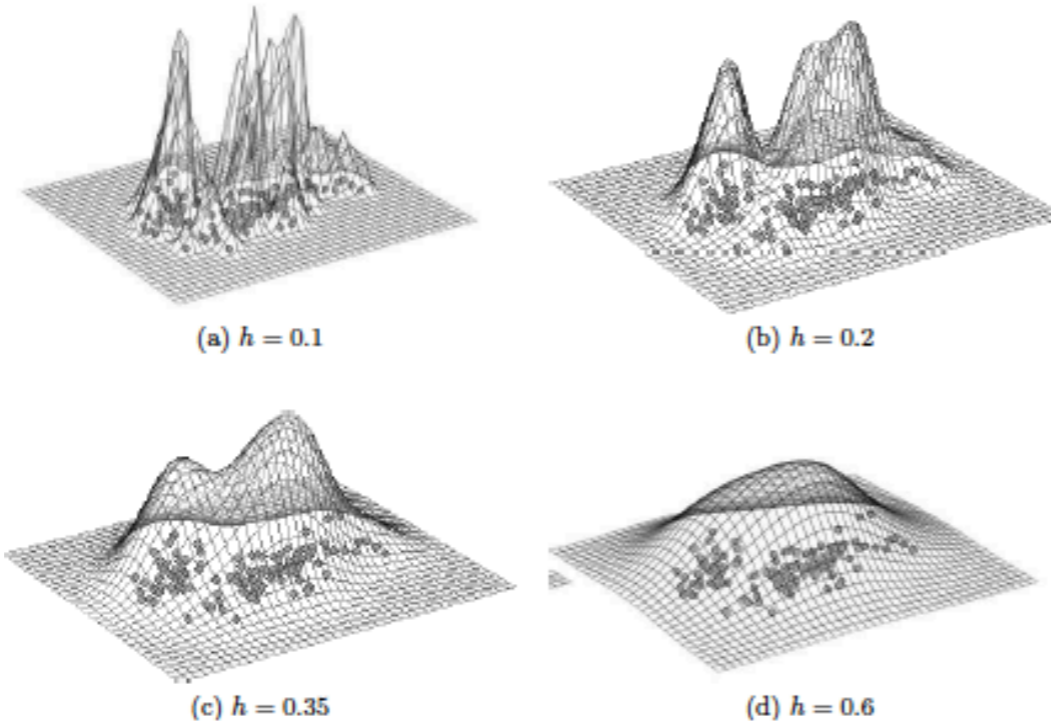 (a) h = 0.1
(b) h = 0.2
(c) h = 0.35
(d) h = 0.6